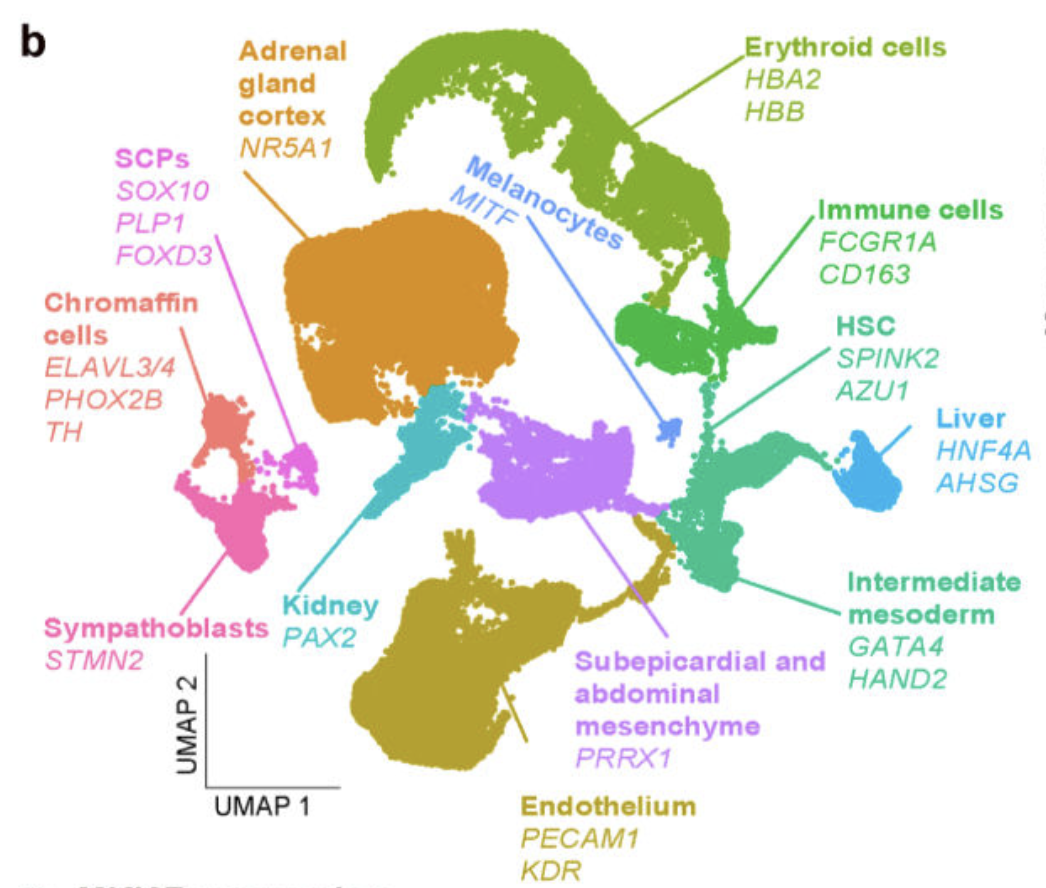 b
Adrenal
gland
cortex
NR5A1
Erythroid cells
HBA2
HBB
SCPs
SOX10
PLP1
FOXD3
Melanocytes
MITF
Immune cells
FCGR1A
CD163
Chromaffin
cells
ELAVL3/4
PHOX2B
TH
HSC
SPINK2
AZU1
Liver
HNF4A
AHSG
Sympathoblasts
STMN2
Kidney
PAX2
Intermediate
mesoderm
GATA4
HAND2
Subepicardial and
abdominal
mesenchyme
PRRX1
Endothelium
PECAM1
KDR
UMAP 2
UMAP 1